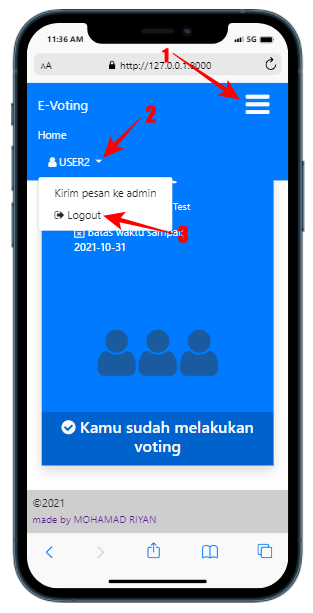 11:36 AM
5G
AA
http://127.0.0.1:8000
1
E-Voting
Home
2
USER2
Kirim pesan ke admin
Test
Logout
3
batas waktu sampai
2021-10-31
Kamu sudah melakukan
voting
©2021
made by MOHAMAD RIYAN